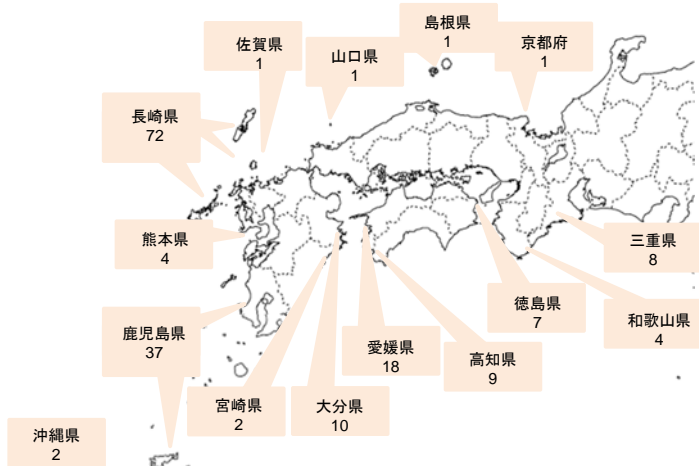 島根県
1
京都府
1
佐賀県
1
山口県
1
長崎県
72
熊本県
4
三重県
8
鹿児島県
37
徳島県
7
和歌山県
4
愛媛県
18
高知県
9
宮崎県
2
大分県
10
沖縄県
2